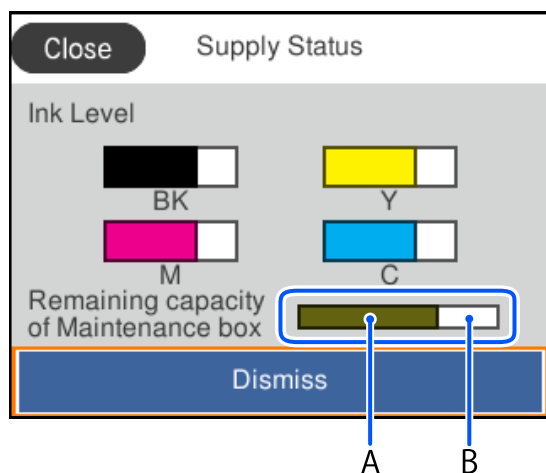 Close
Supply Status
Ink Level
BK
Y
M
C
Remaining capacity
of Maintenance box
Dismiss
A
B